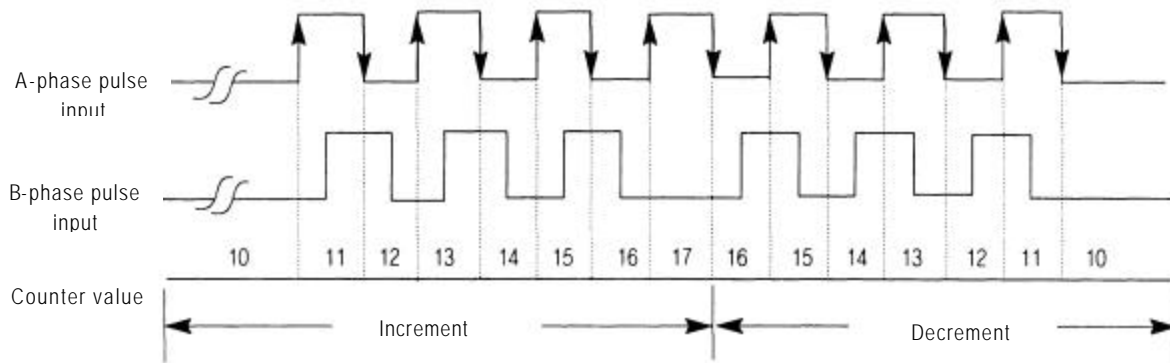 A-phase pulse
input
B-phase pulse
input
10 11 12 13 14 15 16 17 16 15 14 13 12 11 10
Counter value
Increment Decrement